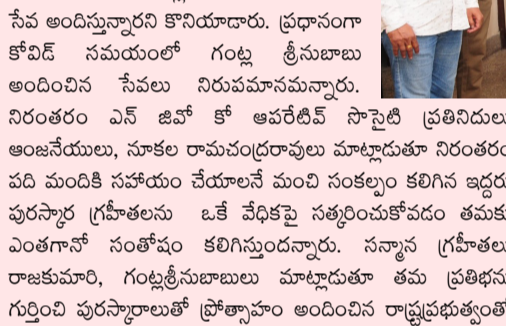 సేవ అందిస్తున్నారని కొనియాడారు. ప్రధానంగా
కోవిడ్ సమయంలో గంట్ల శ్రీనుబాబు
అందించిన సేవలు నిరుపమానమన్నారు.
నిరంతరం ఎన్ జివో కో ఆపరేటివ్ సొసైటి ప్రతినిదులు
ఆంజనేయులు, నూకల రామచంద్రరావులు మాట్లాడుతూ నిరంతరం
పది మందికి సహాయం చేయాలనే మంచి సంకల్పం కలిగిన ఇద్దరు
పురస్కార గ్రహీతలను ఒకే వేధికపై సత్కరించుకోవడం తమకు
ఎంతగానో సంతోషం కలిగిస్తుందన్నారు. సన్మాన గ్రహీతలు
రాజకుమారి, గంట్లశ్రీనుబాబులు మాట్లాడుతూ తమ ప్రతిభను
గుర్తించి పురస్కారాలుతో ప్రోత్సాహం అందించిన రాష్ట్రప్రభుత్వంతో